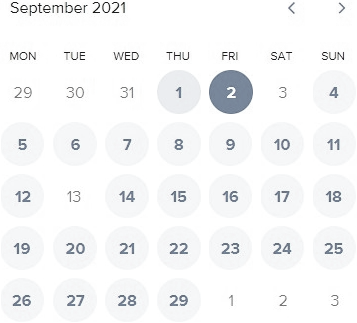 September 2021
MON TUE WED THU FRI SAT SUN
29 30 31 1 2 3 4
5 6 7 8 9 10 11
12 13 14 15 16 17 18
19 20 21 22 23 24 25
26 27 28 29 1 2 3